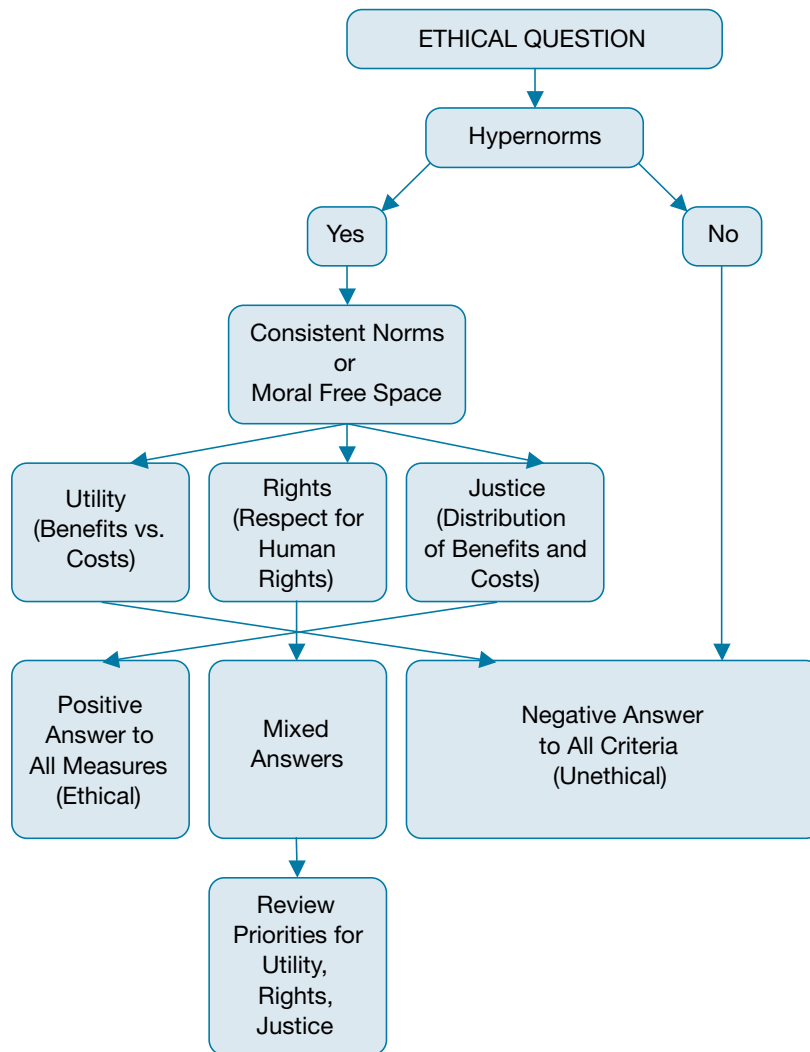 ETHICAL QUESTION
Hypernorms
Yes
No
Consistent Norms
or
Moral Free Space
Utility
(Benefits vs.
Costs)
Rights
(Respect for
Human
Rights)
Justice
(Distribution
of Benefits and
Costs)
Positive
Answer to
All Measures
(Ethical)
Mixed
Answers
Negative Answer
to All Criteria
(Unethical)
Review
Priorities for
Utility,
Rights,
Justice